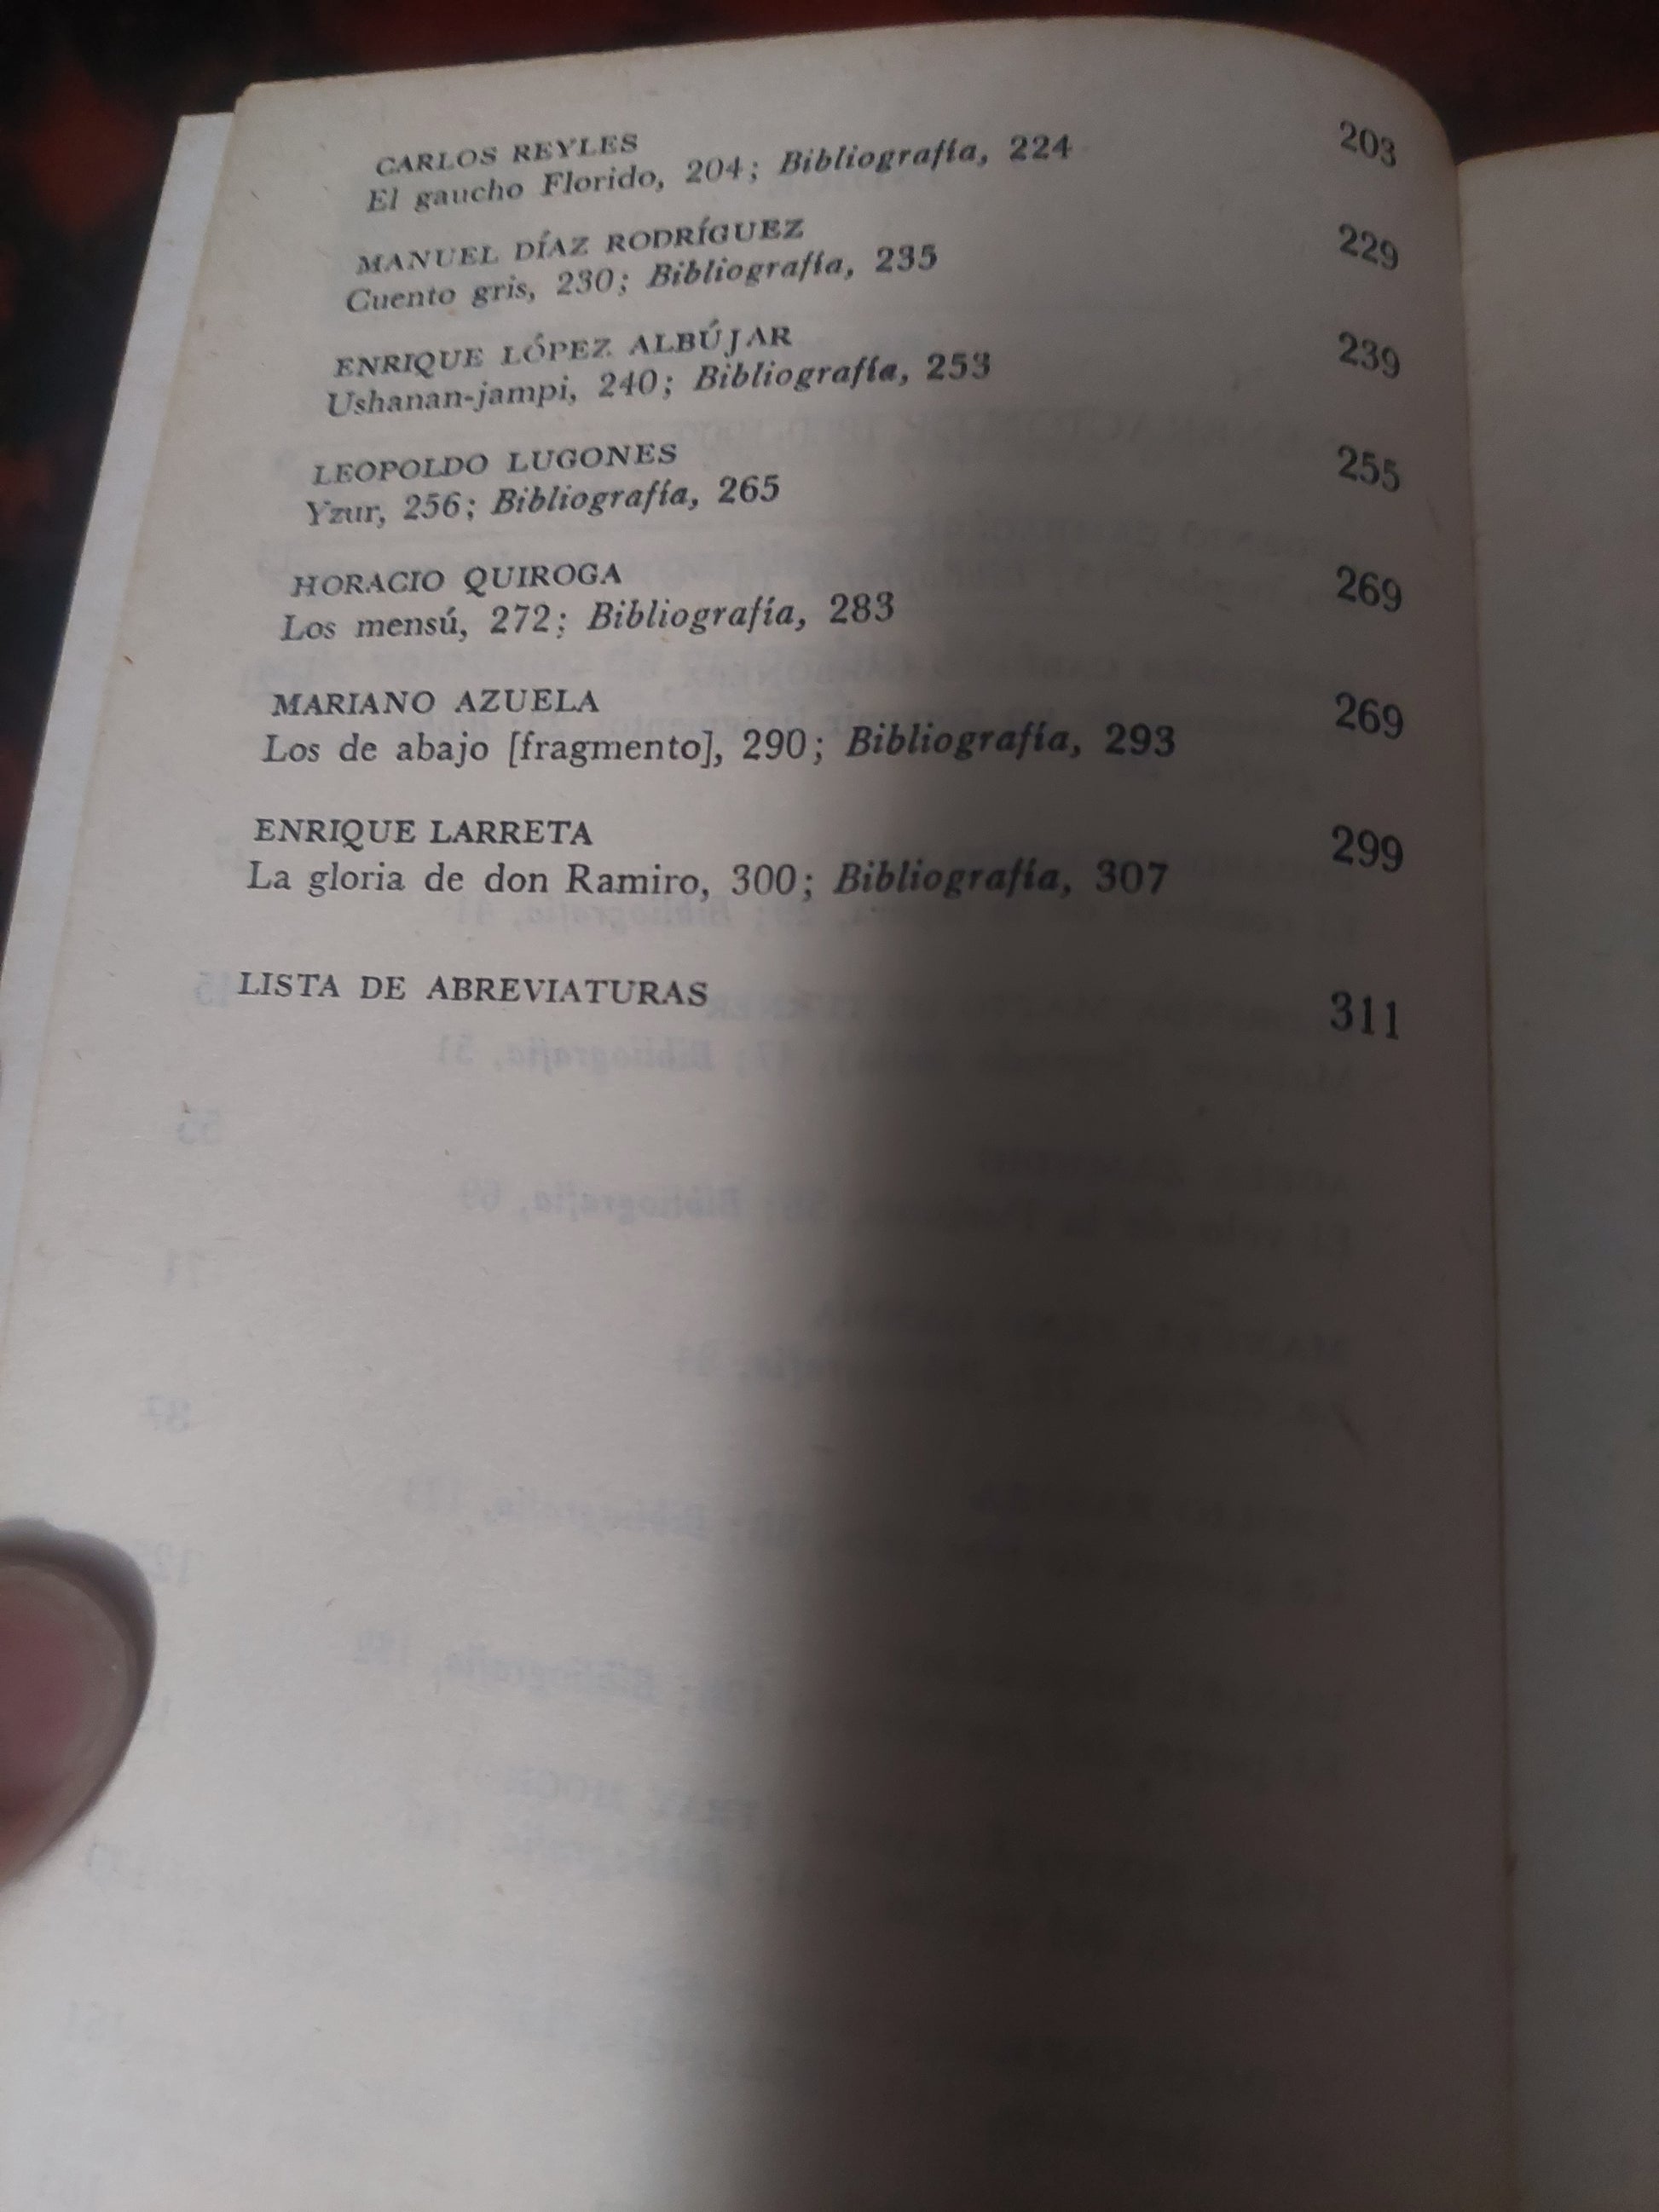 CARLOS REYLES 203
El gaucho Florido, 204; Bibliografía, 224
MANUEL DÍAZ RODRÍGUEZ 229
Cuento gris, 230; Bibliografía, 235
ENRIQUE LÓPEZ ALBÚJAR 239
Ushanan-jampi, 240; Bibliografía, 253
LEOPOLDO LUGONES 255
Yzur, 256; Bibliografía, 265
HORACIO QUIROGA 269
Los mensú, 272; Bibliografía, 283
MARIANO AZUELA 269
Los de abajo [fragmento], 290; Bibliografía, 293
ENRIQUE LARRETA 299
La gloria de don Ramiro, 300; Bibliografía, 307
LISTA DE ABREVIATURAS 311